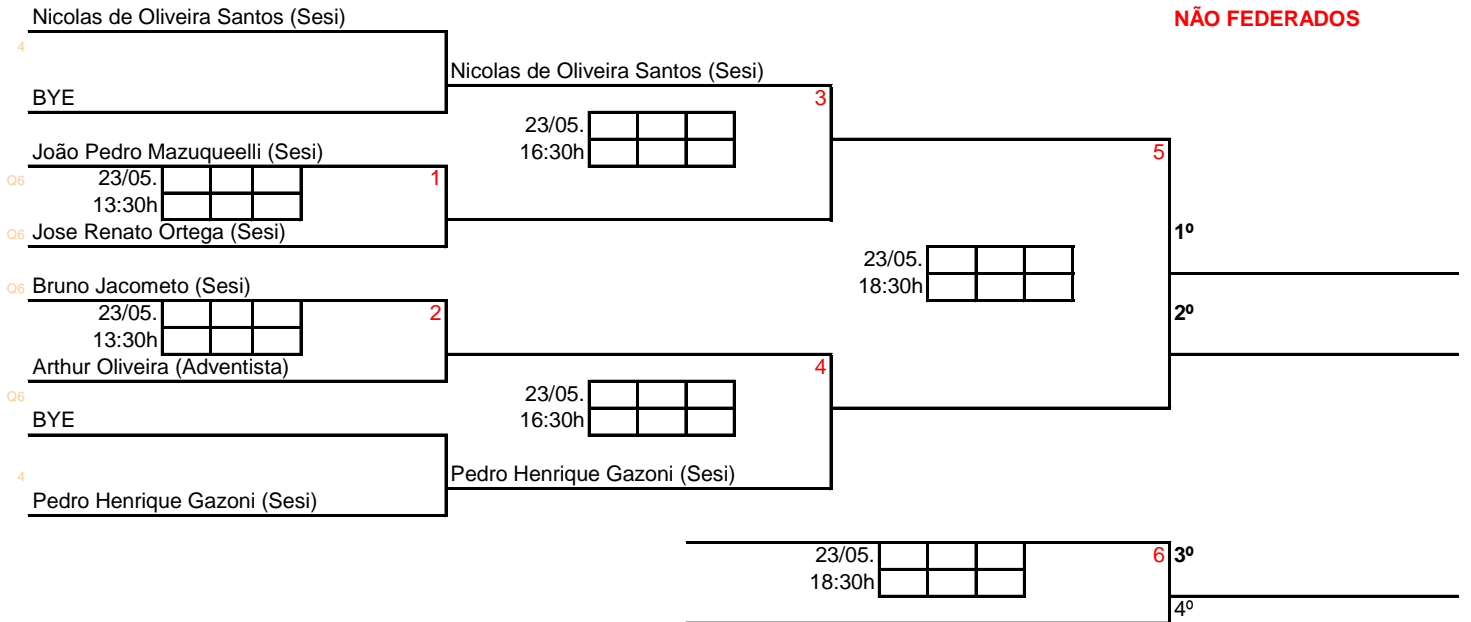 Nicolas de Oliveira Santos (Sesi)
NÃO FEDERADOS
4
Nicolas de Oliveira Santos (Sesi)
BYE
3
23/05.
16:30h
João Pedro Mazuqueelli (Sesi)
5
Q6
23/05.
1
13:30h
Q6
Jose Renato Ortega (Sesi)
1º
23/05.
18:30h
Q6
Bruno Jacometo (Sesi)
23/05.
2
2º
13:30h
Arthur Oliveira (Adventista)
4
Q6
23/05.
16:30h
BYE
4
Pedro Henrique Gazoni (Sesi)
Pedro Henrique Gazoni (Sesi)
23/05.
6
3º
18:30h
4º